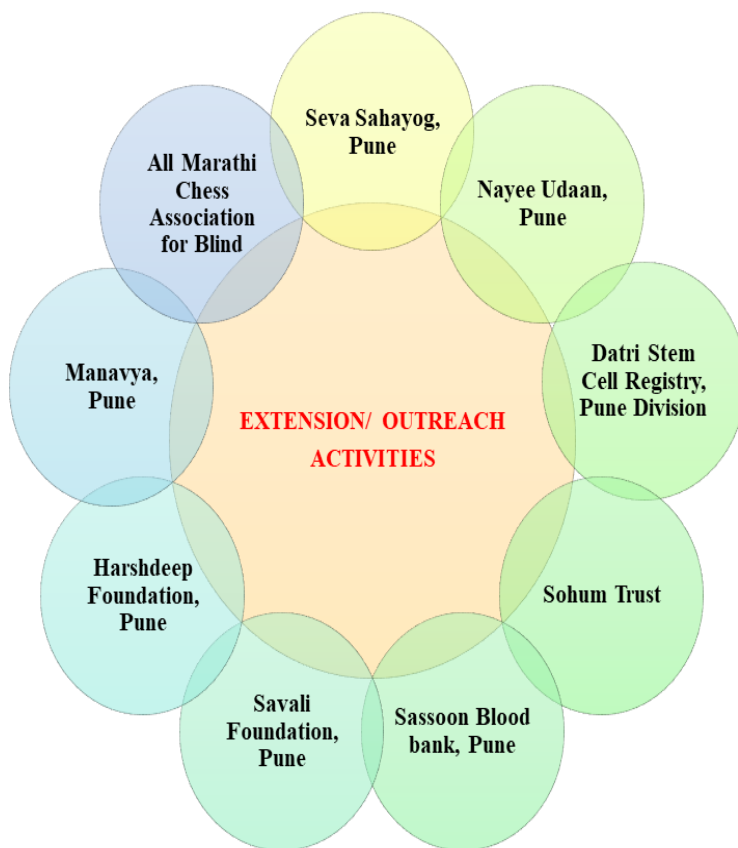 Seva Sahayog,
Pune
Nayee Udaan,
Pune
Datri Stem
Cell Registry,
Pune Division
Sohum Trust
Sassoon Blood
bank, Pune
Savali
Foundation,
Pune
Harshdeep
Foundation,
Pune
Manavya,
Pune
All Marathi
Chess
Association
for Blind
EXTENSION/ OUTREACH
ACTIVITIES